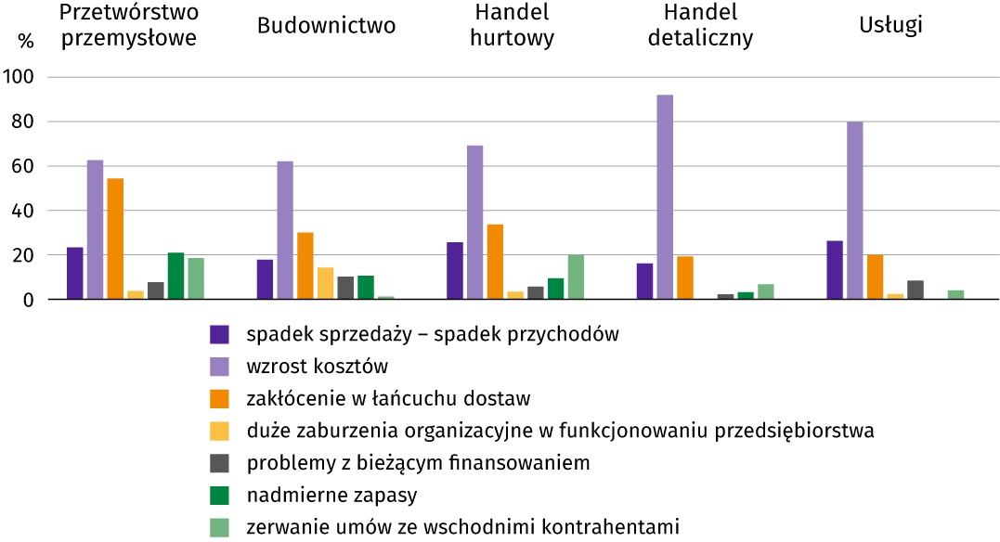 Przetwórstwo
przemysłowe
Budownictwo
Handel
hurtowy
Handel
detaliczny
Usługi
%
100
80
60
40
20
0
spadek sprzedaży – spadek przychodów
wzrost kosztów
zakłócenie w łańcuchu dostaw
duże zaburzenia organizacyjne w funkcjonowaniu przedsiębiorstwa
problemy z bieżącym finansowaniem
nadmierne zapasy
zerwanie umów ze wschodnimi kontrahentami